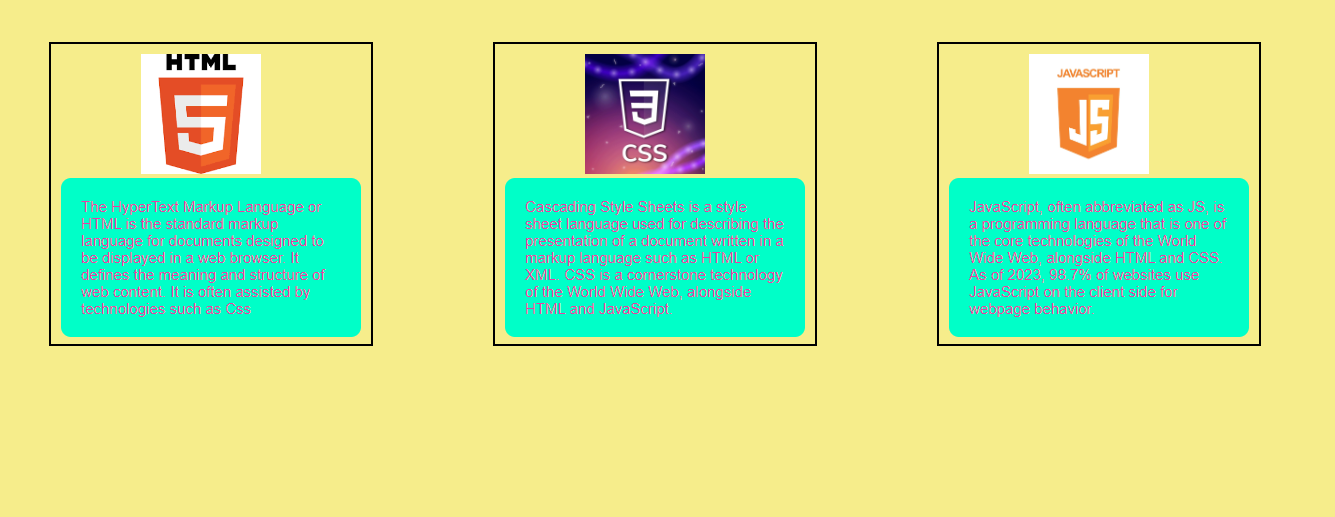 HTML
5
The HyperText Markup Language or
HTML is the standard markup
language for documents designed to
be displayed in a web browser. It
defines the meaning and structure of
web content. It is often assisted by
technologies such as Css
3
CSS
Cascading Style Sheets is a style
sheet language used for describing the
presentation of a document written in a
markup language such as HTML or
XML. CSS is a cornerstone technology
of the World Wide Web, alongside
HTML and JavaScript
JAVASCRIPT
JS
JavaScript, often abbreviated as JS, is
a programming language that is one of
the core technologies of the World
Wide Web, alongside HTML and CSS.
As of 2023, 98.7% of websites use
JavaScript on the client side for
webpage behavior